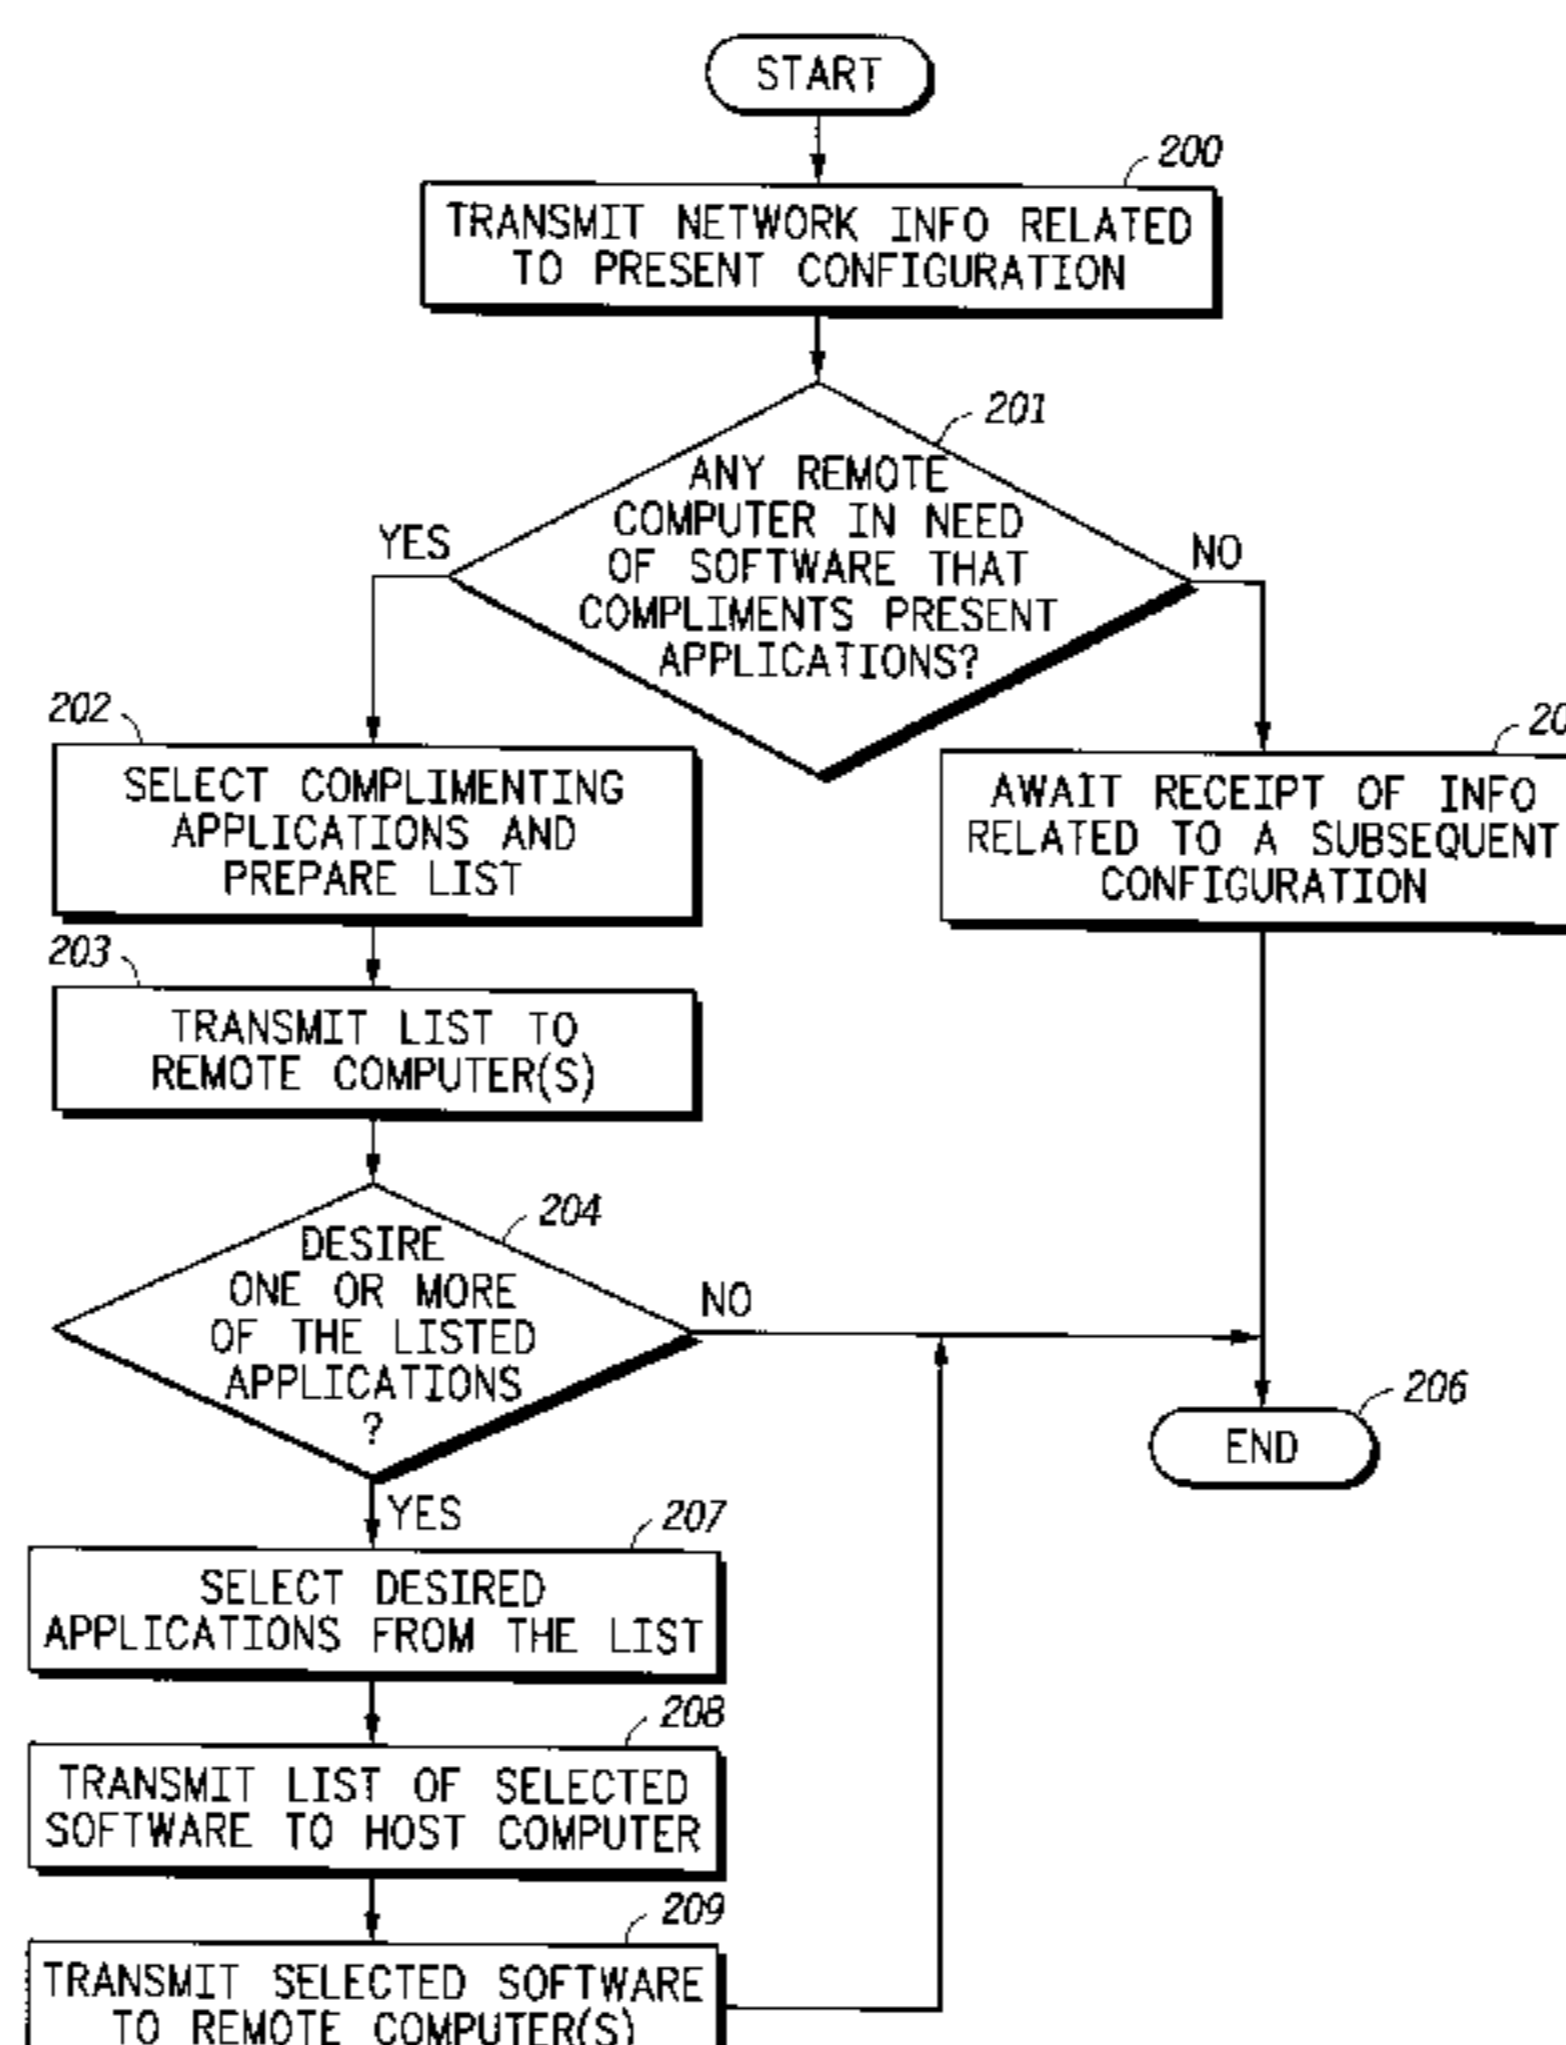 START
200
TRANSMIT NETWORK INFO RELATED
TO PRESENT CONFIGURATION
201
ANY REMOTE
COMPUTER IN NEED
OF SOFTWARE THAT
COMPLIMENTS PRESENT
APPLICATIONS?
YES
NO
202
SELECT COMPLIMENTING
APPLICATIONS AND
PREPARE LIST
AWAIT RECEIPT OF INFO
RELATED TO A SUBSEQUENT
CONFIGURATION
203
TRANSMIT LIST TO
REMOTE COMPUTER(S)
204
DESIRE
ONE OR MORE
OF THE LISTED
APPLICATIONS
?
NO
206
END
YES
207
SELECT DESIRED
APPLICATIONS FROM THE LIST
208
TRANSMIT LIST OF SELECTED
SOFTWARE TO HOST COMPUTER
209
TRANSMIT SELECTED SOFTWARE
TO REMOTE COMPUTER(S)